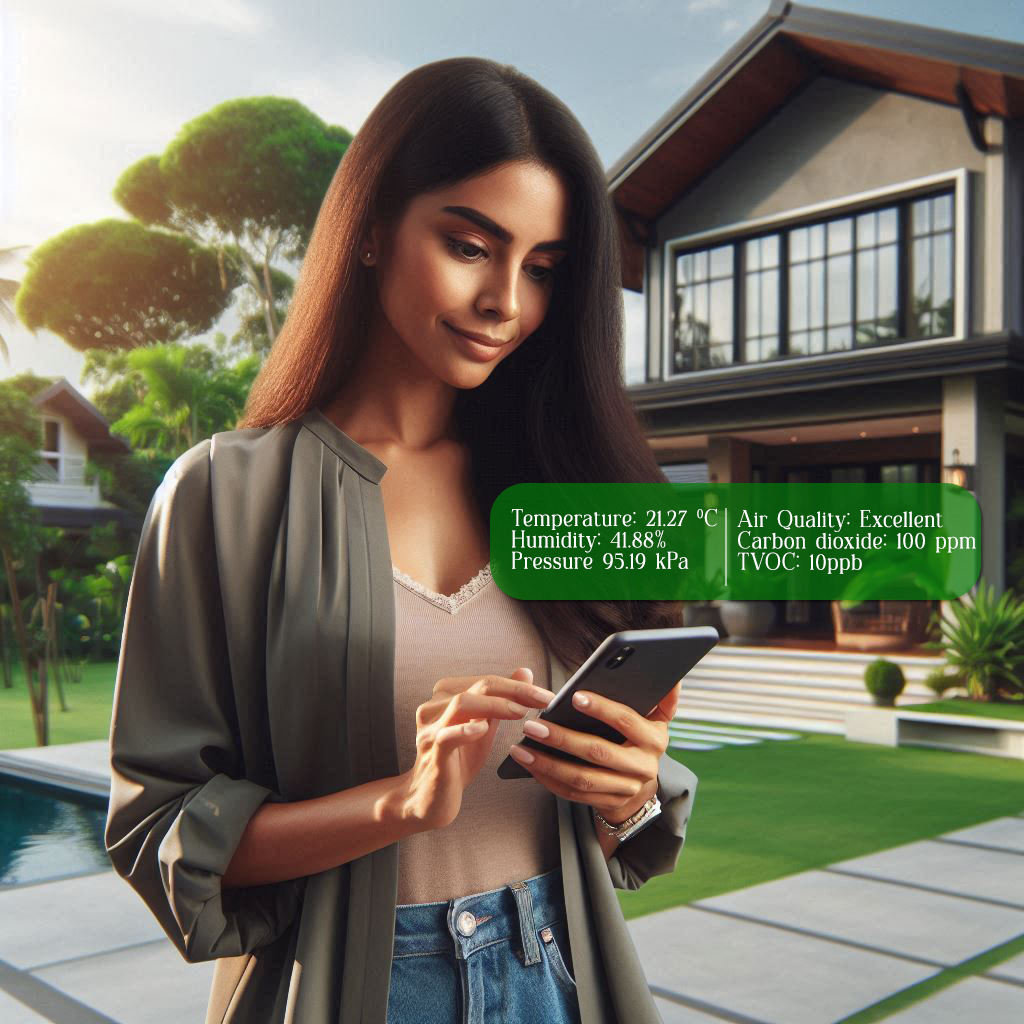 Temperature: 21.27 ⁰C
Humidity: 41.88%
Pressure 95.19 kPa
Air Quality: Excellent
Carbon dioxide: 100 ppm
TVOC: 10ppb